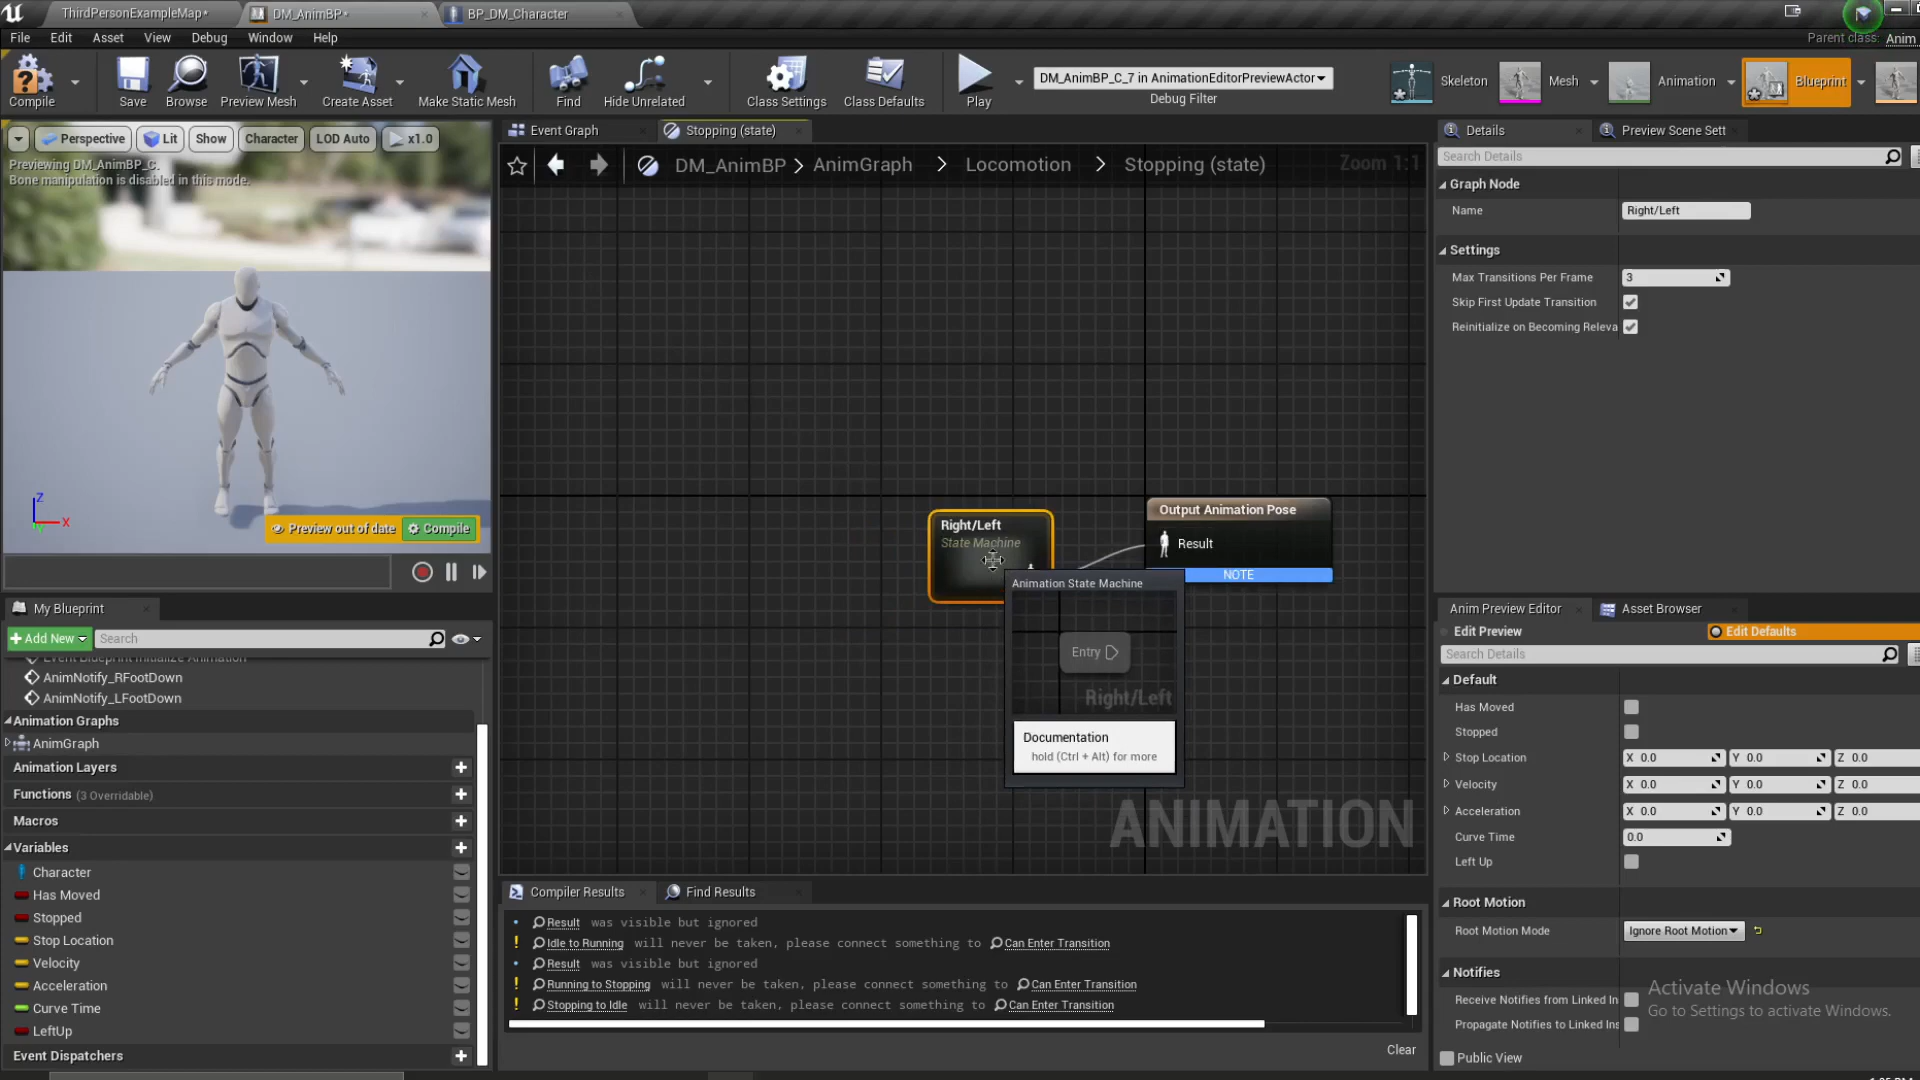 ThirdPersonExampleMap*
DM_AnimBP*
BP_DM_Character
File Edit Asset View Debug Window Help
Parent class: Anim
Compile
Save
Browse
Preview Mesh
Create Asset
Make Static Mesh
Find
Hide Unrelated
Class Settings
Class Defaults
Play
DM_AnimBP_C_7 in AnimationEditorPreviewActor
Debug Filter
Skeleton
Mesh
Animation
Blueprint
Perspective Lit Show Character LOD Auto x1.0
Previewing DM_AnimBP_C.
Bone manipulation is disabled in this mode.
Z
X
Preview out of date
Compile
Event Graph
Stopping (state)
DM_AnimBP > AnimGraph > Locomotion > Stopping (state)
Zoom 1:1
Right/Left
State Machine
Output Animation Pose
Result
NOTE
Animation State Machine
Entry
Right/Left
Documentation
hold (Ctrl + Alt) for more
ANIMATION
My Blueprint
Add New
Search
Event Blueprint Initialize Animation
AnimNotify_RFootDown
AnimNotify_LFootDown
Animation Graphs
AnimGraph
Animation Layers
Functions (3 Overridable)
Macros
Variables
Character
Has Moved
Stopped
Stop Location
Velocity
Acceleration
Curve Time
LeftUp
Event Dispatchers
Compiler Results
Find Results
Result was visible but ignored
Idle to Running will never be taken, please connect something to Can Enter Transition
Result was visible but ignored
Running to Stopping will never be taken, please connect something to Can Enter Transition
Stopping to Idle will never be taken, please connect something to Can Enter Transition
Clear
Details
Preview Scene Sett
Search Details
Graph Node
Name Right/Left
Settings
Max Transitions Per Frame 3
Skip First Update Transition
Reinitialize on Becoming Releva
Anim Preview Editor
Asset Browser
Edit Preview
Edit Defaults
Search Details
Default
Has Moved
Stopped
Stop Location X 0.0 Y 0.0 Z 0.0
Velocity X 0.0 Y 0.0 Z 0.0
Acceleration X 0.0 Y 0.0 Z 0.0
Curve Time 0.0
Left Up
Root Motion
Root Motion Mode Ignore Root Motion
Notifies
Receive Notifies from Linked In
Propagate Notifies to Linked Ins
Public View
Activate Windows
Go to Settings to activate Windows.